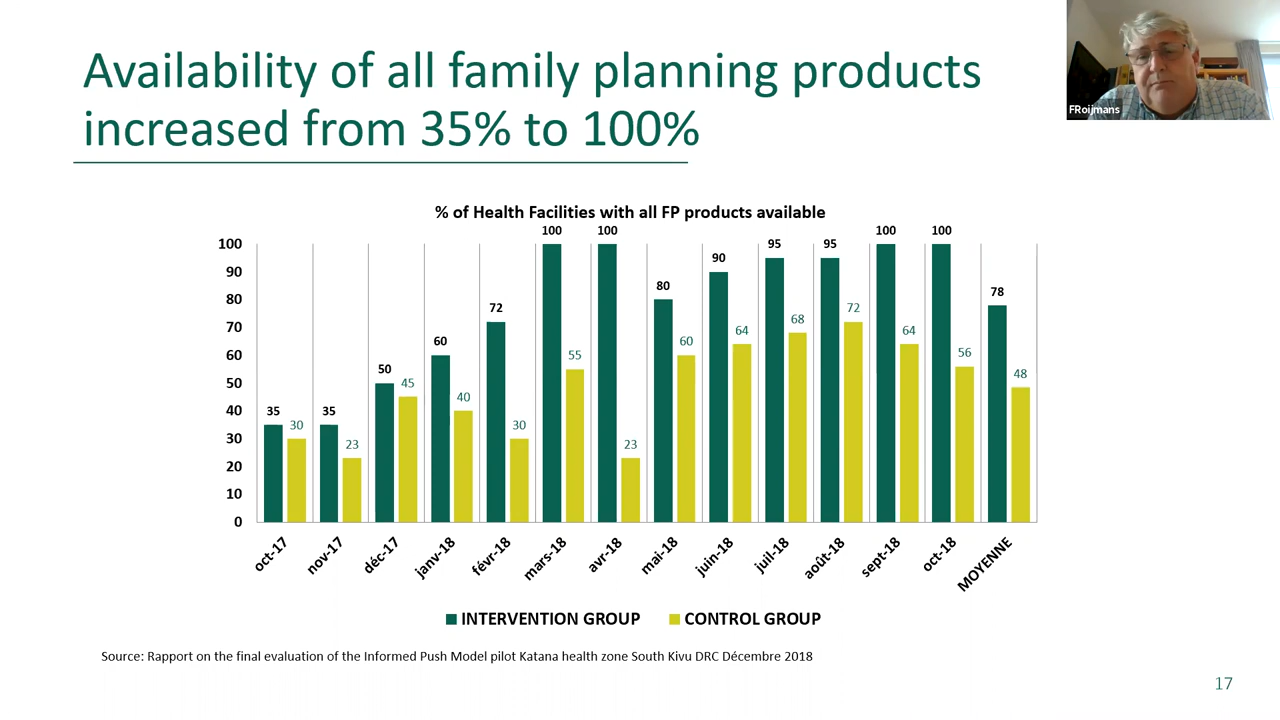 Availability of all family planning products
increased from 35% to 100%
FRoijmans
% of Health Facilities with all FP products available
100
90
80
70
60
50
40
30
20
10
0
35 30
35 23
50 45
60 40
72 30
100 55
100 23
80 60
90 64
95 68
95 72
100 64
100 56
78 48
oct-17
nov-17
déc-17
janv-18
févr-18
mars-18
avr-18
mai-18
juin-18
juil-18
août-18
sept-18
oct-18
MOYENNE
INTERVENTION GROUP CONTROL GROUP
Source: Rapport on the final evaluation of the Informed Push Model pilot Katana health zone South Kivu DRC Décembre 2018
17